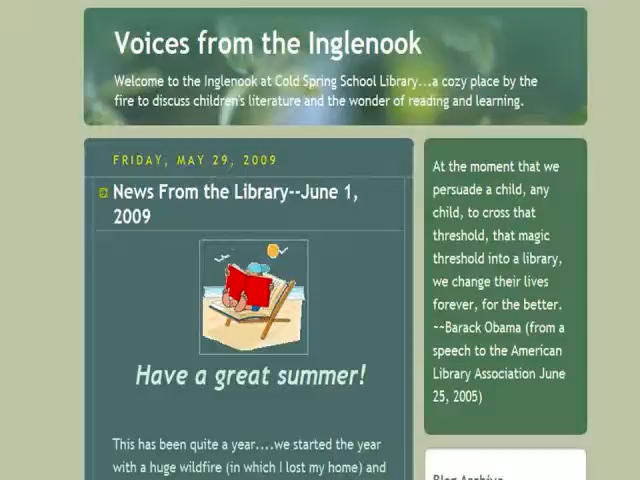 Voices from the Inglenook
Welcome to the Inglenook at Cold Spring School Library...a cozy place by the
fire to discuss children's literature and the wonder of reading and learning.
FRIDAY, MAY 29, 2009
News From the Library--June 1,
2009
Have a great summer!
This has been quite a year....we started the year
with a huge wildfire (in which I lost my home) and
At the moment that we
persuade a child, any
child, to cross that
threshold, that magic
threshold into a library,
we change their lives
forever, for the better.
~~Barack Obama (from a
speech to the American
Library Association June
25, 2005)
Blog Archive